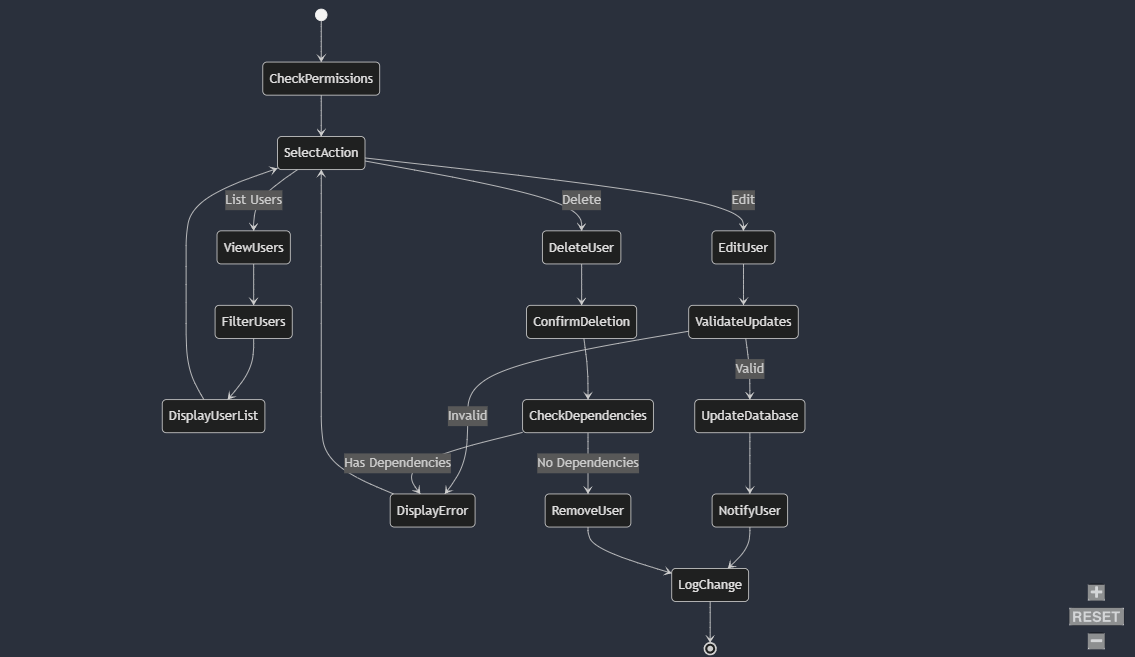 CheckPermissions
SelectAction
List Users
Delete
Edit
ViewUsers
DeleteUser
EditUser
FilterUsers
ConfirmDeletion
ValidateUpdates
Valid
DisplayUserList
Invalid
CheckDependencies
UpdateDatabase
Has Dependencies
No Dependencies
DisplayError
RemoveUser
NotifyUser
LogChange
+
RESET
−